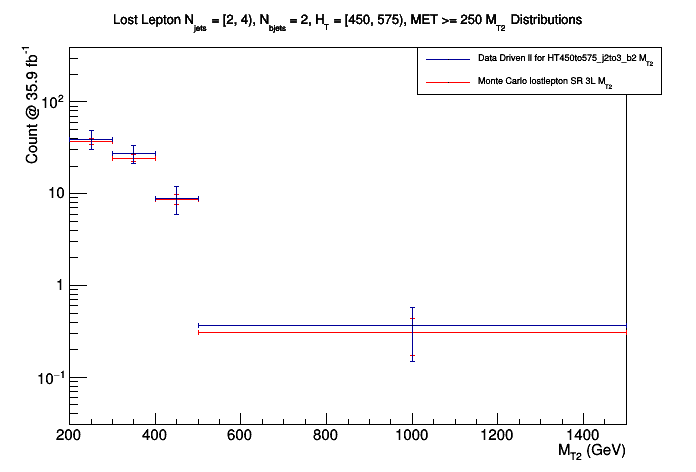 Lost Lepton N_jets = [2, 4), N_bjets = 2, H_T = [450, 575), MET >= 250 M_T2 Distributions
Data Driven II for HT450to575_j2to3_b2 M_T2
Monte Carlo lostlepton SR 3L M_T2
Count @ 35.9 fb^-1
10^2
10
1
10^-1
200 400 600 800 1000 1200 1400
M_T2 (GeV)